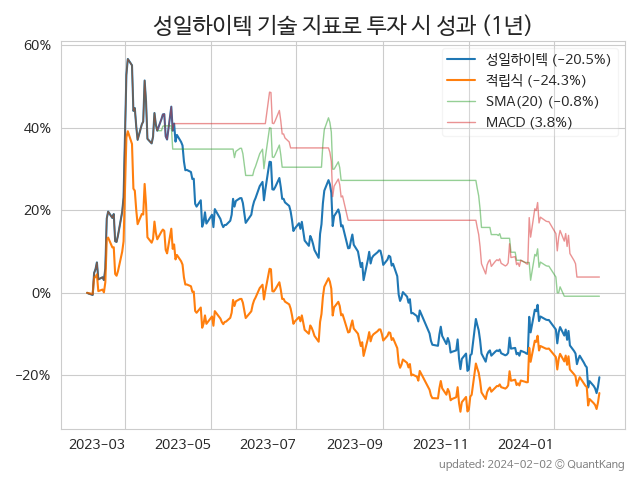 성일하이텍 기술 지표로 투자 시 성과 (1년)
60%
40%
20%
0%
−20%
성일하이텍 (−20.5%)
적립식 (−24.3%)
SMA(20) (−0.8%)
MACD (3.8%)
2023-03
2023-05
2023-07
2023-09
2023-11
2024-01
updated: 2024-02-02 © QuantKang